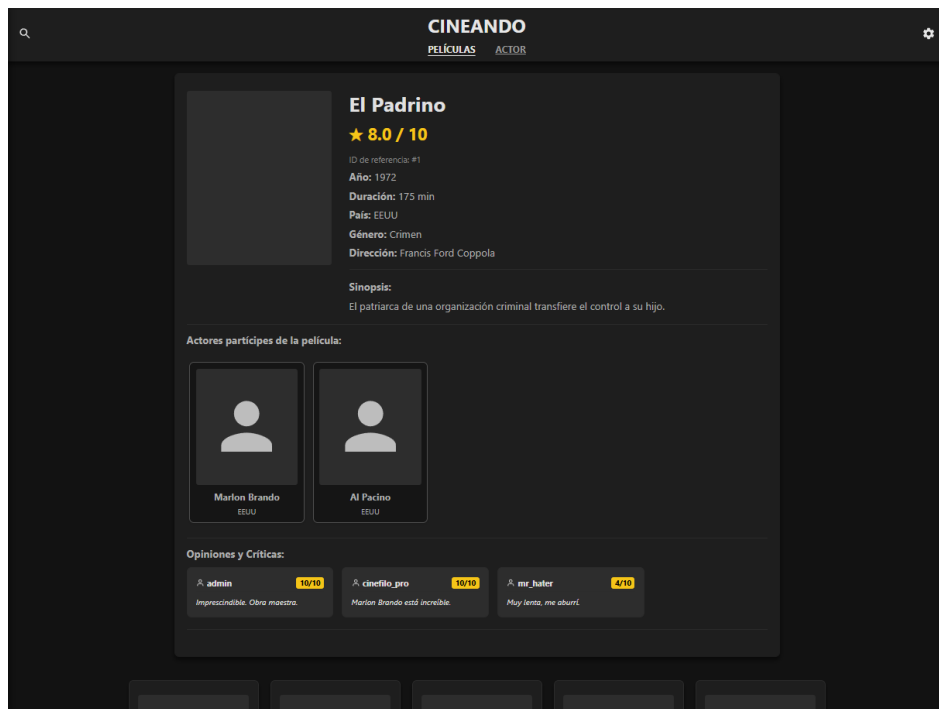 CINEANDO
PELÍCULAS ACTOR
El Padrino
★ 8.0 / 10
ID de referencia: #1
Año: 1972
Duración: 175 min
País: EEUU
Género: Crimen
Dirección: Francis Ford Coppola
Sinopsis:
El patriarca de una organización criminal transfiere el control a su hijo.
Actores partícipes de la película:
Marlon Brando
EEUU
Al Pacino
EEUU
Opiniones y Críticas:
admin 10/10
Imprescindible. Obra maestra.
cinefilo_pro 10/10
Marlon Brando está increíble.
mr_hater 4/10
Muy lenta, me aburrí.